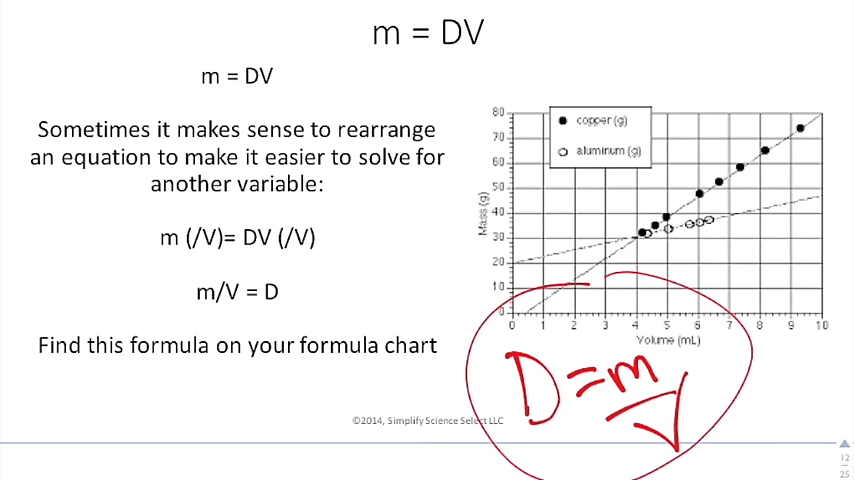 m = DV
m = DV
Sometimes it makes sense to rearrange
an equation to make it easier to solve for
another variable:
m (/V)= DV (/V)
m/V = D
Find this formula on your formula chart
copper (g)
aluminum (g)
Mass (g)
80
70
60
50
40
30
20
10
0
0 1 2 3 4 5 6 7 8 9 10
Volume (mL)
D = m
V
©2014, Simplify Science Select LLC
12
25